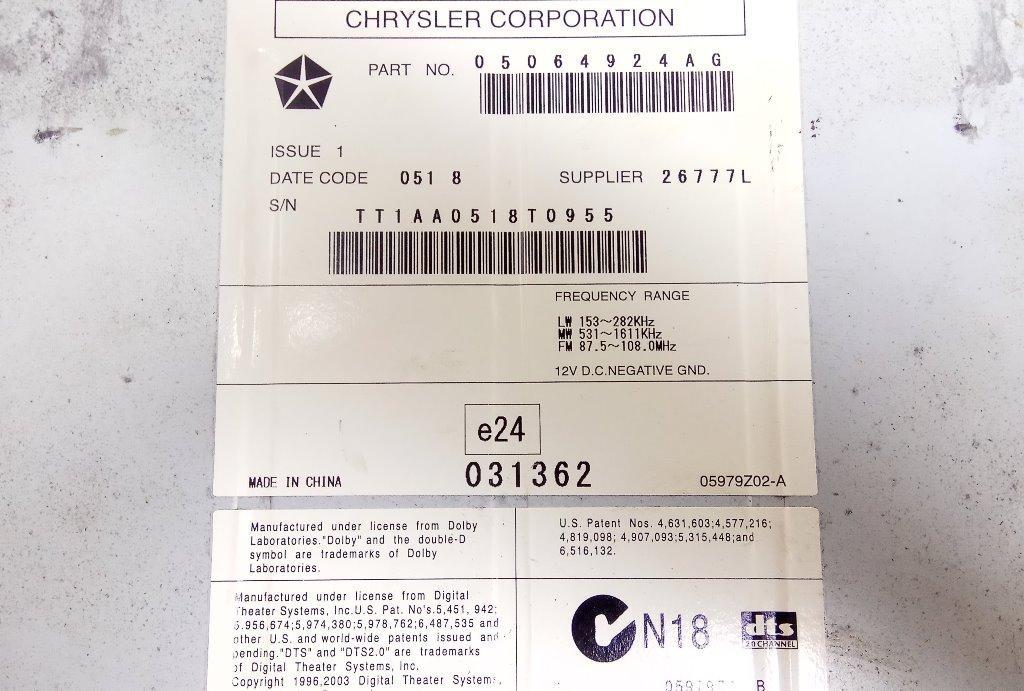 CHRYSLER CORPORATION
PART NO. 05064924AG
ISSUE 1
DATE CODE 051 8 SUPPLIER 26777L
S/N
TT1AA0518T0955
FREQUENCY RANGE
LW 153~282KHz
MW 531~1611KHz
FM 87.5~108.0MHz
12V D.C.NEGATIVE GND.
e24
031362
MADE IN CHINA
05979Z02-A
Manufactured under license from Dolby
Laboratories."Dolby" and the double-D
symbol are trademarks of Dolby
Laboratories.
U.S. Patent Nos. 4,631,603;4,577,216;
4,819,098; 4,907,093;5,315,448;and
6,516,132.
Manufactured under license from Digital
Theater Systems, Inc.U.S. Pat. No's.5,451, 942;
5.956,674;5,974,380;5,978,762;6,487,535 and
other U.S. and world-wide patents issued and
pending."DTS" and "DTS2.0" are trademarks
of Digital Theater Systems, Inc.
Copyright 1996,2003 Digital Theater Systems,
N18
dts
2.0 CHANNEL
B